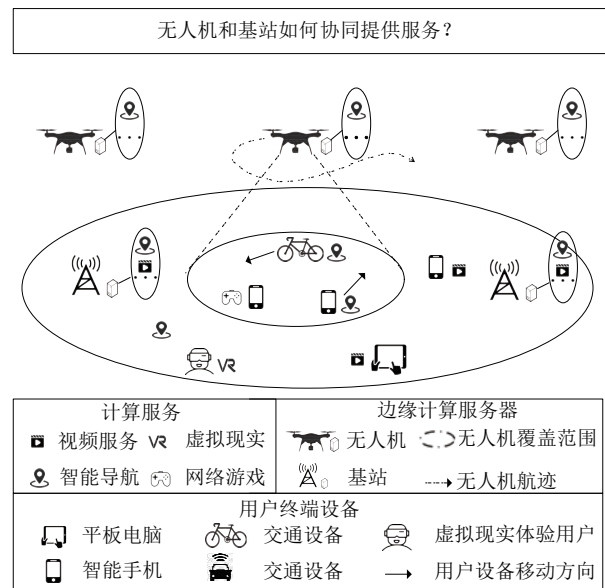 无人机和基站如何协同提供服务?
VR
计算服务
边缘计算服务器
视频服务 VR 虚拟现实
无人机 无人机覆盖范围
智能导航 网络游戏
基站 无人机航迹
用户终端设备
平板电脑 交通设备 虚拟现实体验用户
智能手机 交通设备 用户设备移动方向